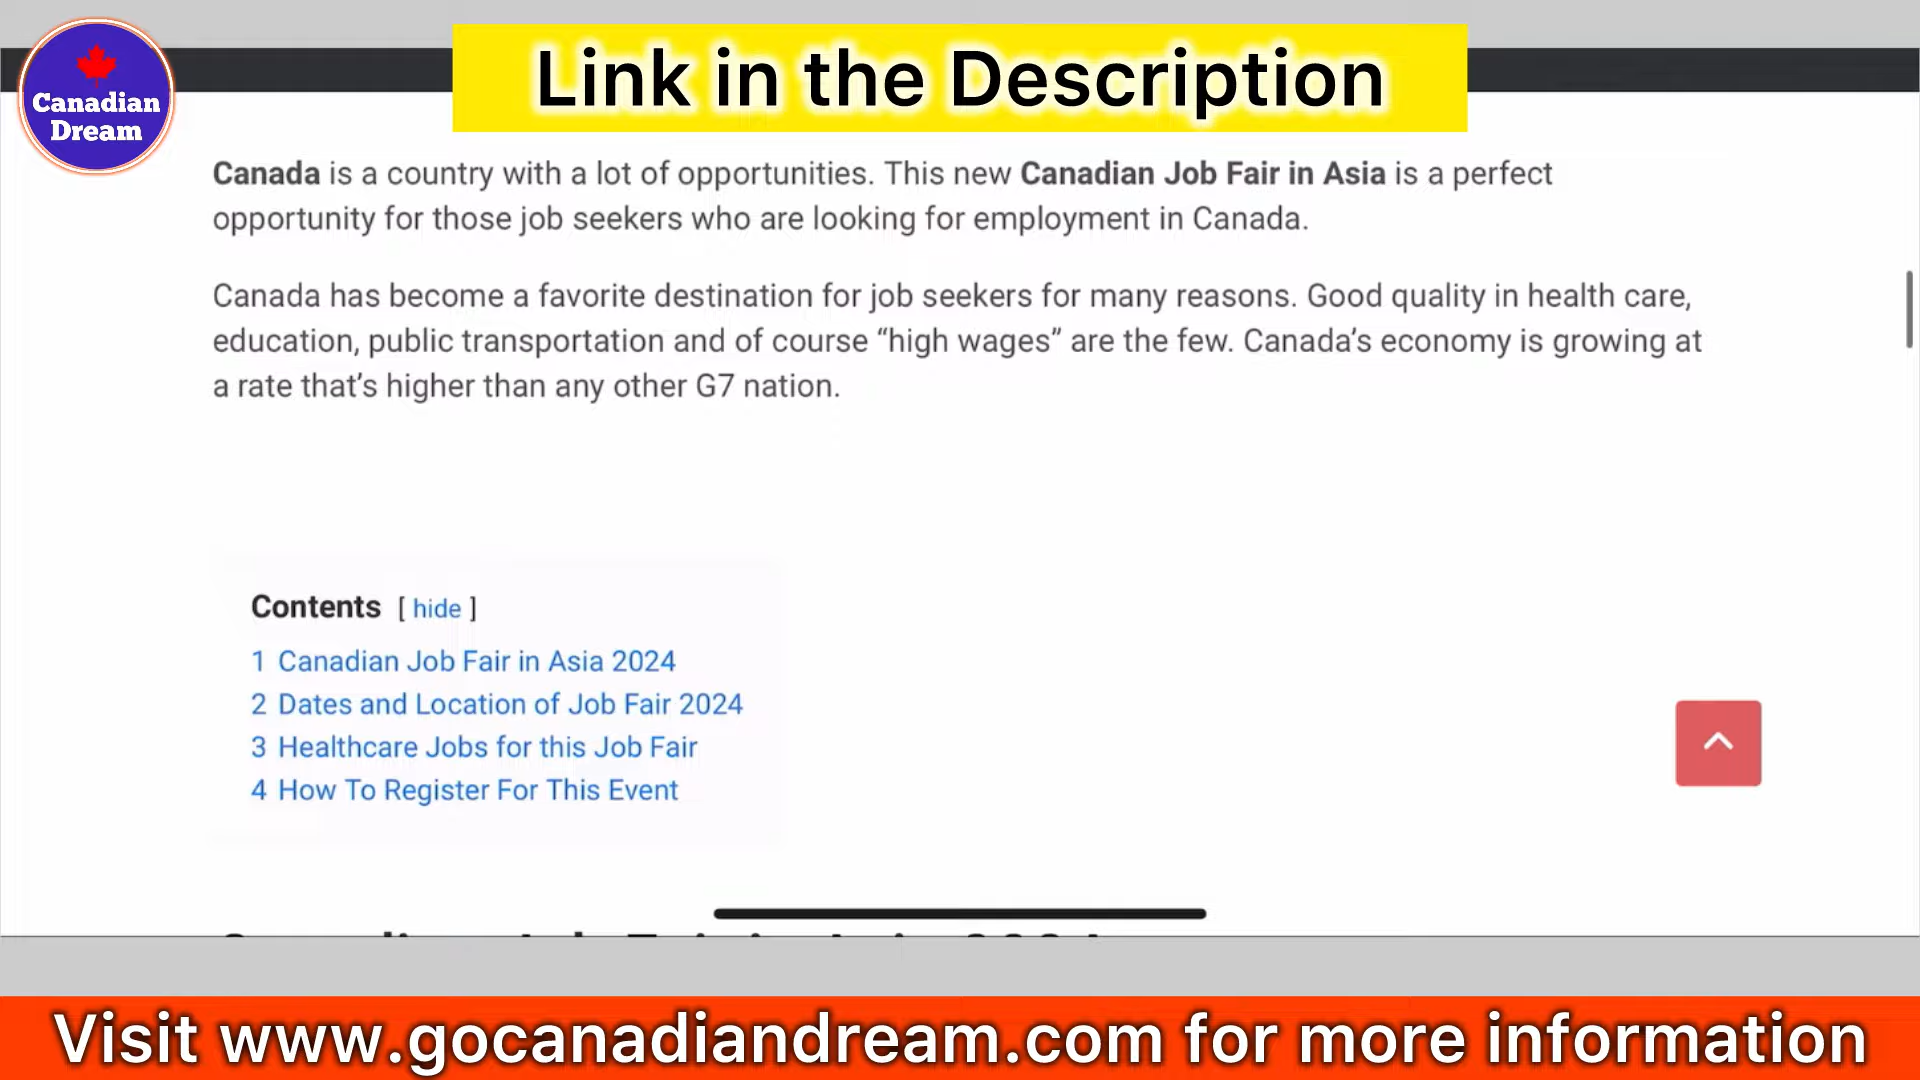 Link in the Description
Canadian
Dream
Canada is a country with a lot of opportunities. This new Canadian Job Fair in Asia is a perfect
opportunity for those job seekers who are looking for employment in Canada.
Canada has become a favorite destination for job seekers for many reasons. Good quality in health care,
education, public transportation and of course “high wages” are the few. Canada’s economy is growing at
a rate that’s higher than any other G7 nation.
Contents [ hide ]
1 Canadian Job Fair in Asia 2024
2 Dates and Location of Job Fair 2024
3 Healthcare Jobs for this Job Fair
4 How To Register For This Event
Visit www.gocanadiandream.com for more information